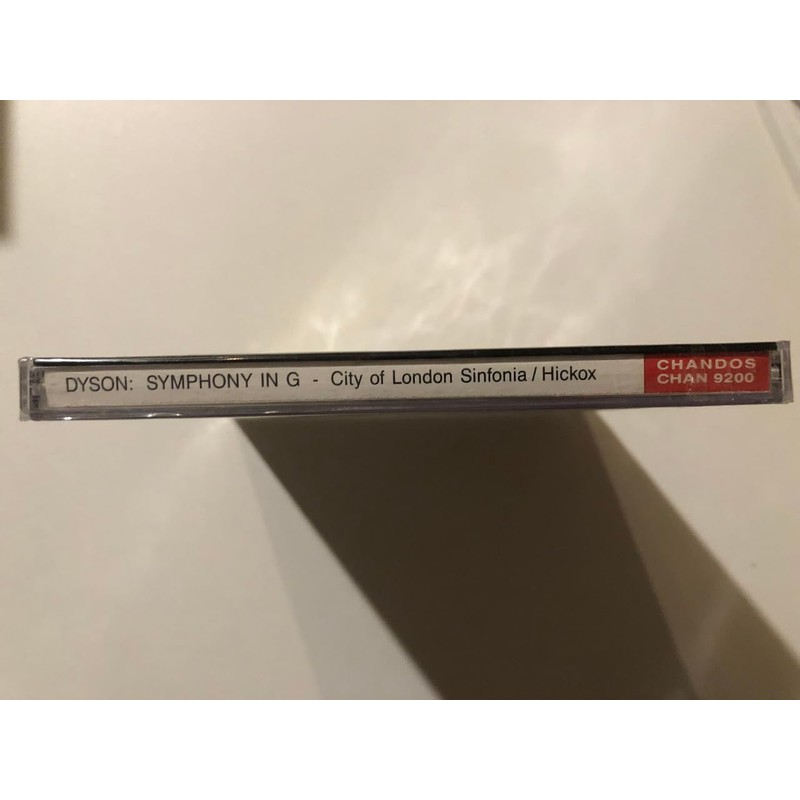 DYSON: SYMPHONY IN G - City of London Sinfonia / Hickox
CHANDOS
CHAN 9200